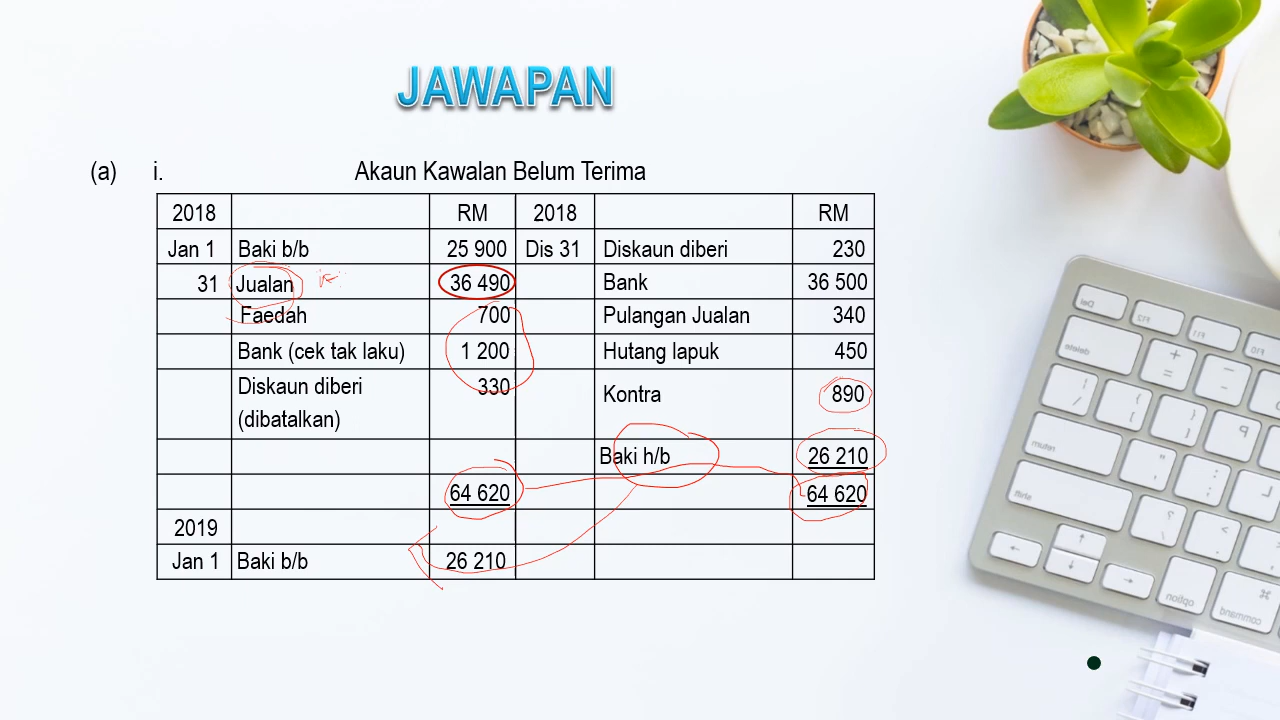 JAWAPAN
(a) i. Akaun Kawalan Belum Terima
2018 RM 2018 RM
Jan 1 Baki b/b 25 900 Dis 31 Diskaun diberi 230
31 Jualan 36 490 Bank 36 500
Faedah 700 Pulangan Jualan 340
Bank (cek tak laku) 1 200 Hutang lapuk 450
Diskaun diberi 330 Kontra 890
(dibatalkan)
Baki h/b 26 210
64 620 64 620
2019
Jan 1 Baki b/b 26 210